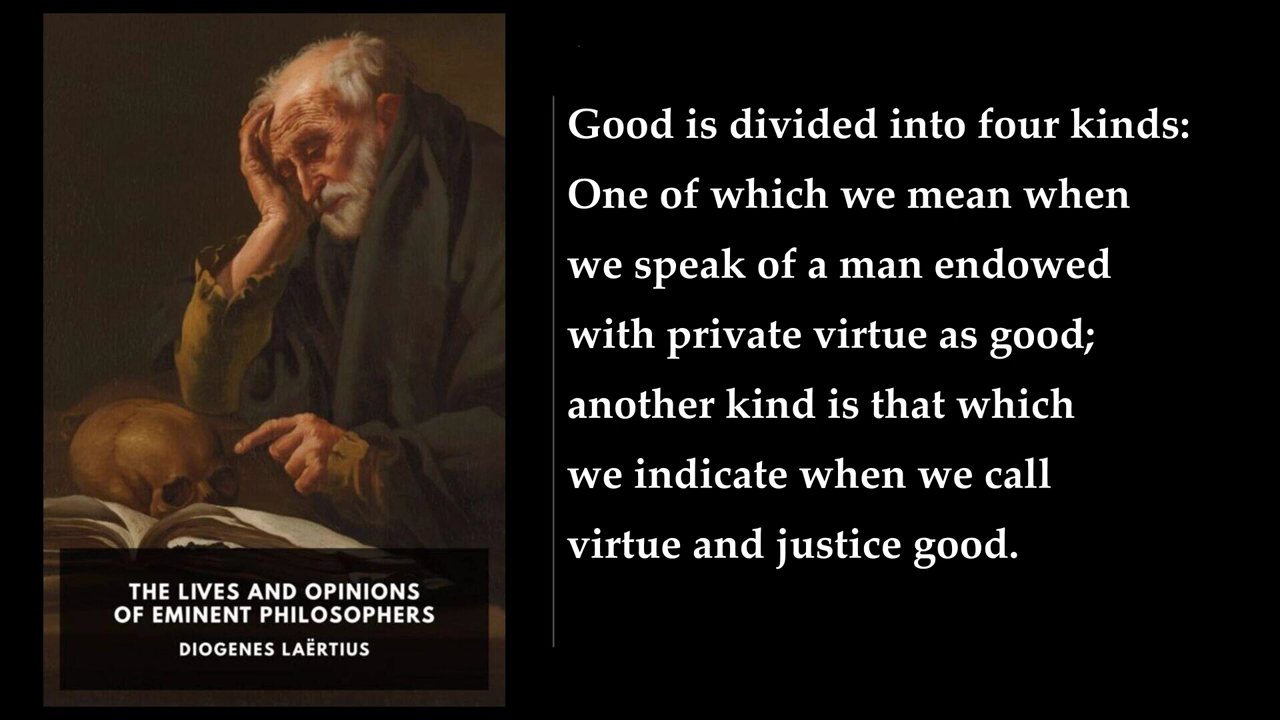 THE LIVES AND OPINIONS
OF EMINENT PHILOSOPHERS
DIOGENES LAËRTIUS
Good is divided into four kinds:
One of which we mean when
we speak of a man endowed
with private virtue as good;
another kind is that which
we indicate when we call
virtue and justice good.